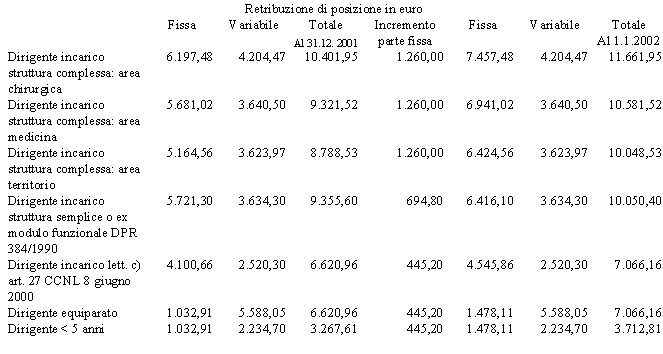 Retribuzione di posizione in euro
Fissa Variabile Totale Incremento Fissa Variabile Totale
Al 31.12. 2001 parte fissa Al 1.1.2002
Dirigente incarico 6.197,48 4.204,47 10.401,95 1.260,00 7.457,48 4.204,47 11.661,95
struttura complessa: area
chirurgica
Dirigente incarico 5.681,02 3.640,50 9.321,52 1.260,00 6.941,02 3.640,50 10.581,52
struttura complessa: area
medicina
Dirigente incarico 5.164,56 3.623,97 8.788,53 1.260,00 6.424,56 3.623,97 10.048,53
struttura complessa: area
territorio
Dirigente incarico 5.721,30 3.634,30 9.355,60 694,80 6.416,10 3.634,30 10.050,40
struttura semplice o ex
modulo funzionale DPR
384/1990
Dirigente incarico lett. c) 4.100,66 2.520,30 6.620,96 445,20 4.545,86 2.520,30 7.066,16
art. 27 CCNL 8 giugno
2000
Dirigente equiparato 1.032,91 5.588,05 6.620,96 445,20 1.478,11 5.588,05 7.066,16
Dirigente < 5 anni 1.032,91 2.234,70 3.267,61 445,20 1.478,11 2.234,70 3.712,81